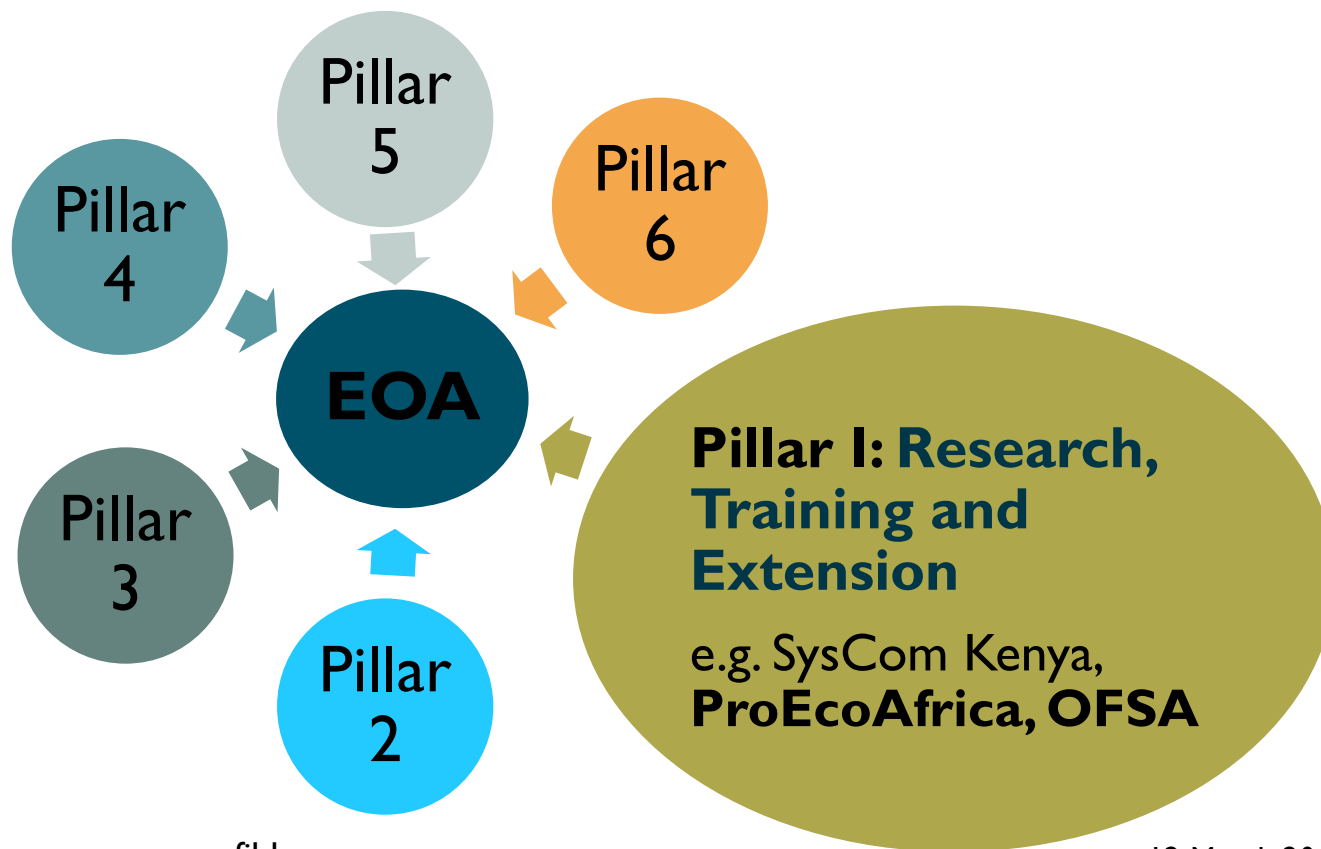 Pillar
5
Pillar
6
Pillar
4
EOA
Pillar I: Research,
Training and
Extension
e.g. SysCom Kenya,
ProEcoAfrica, OFSA
Pillar
3
Pillar
2